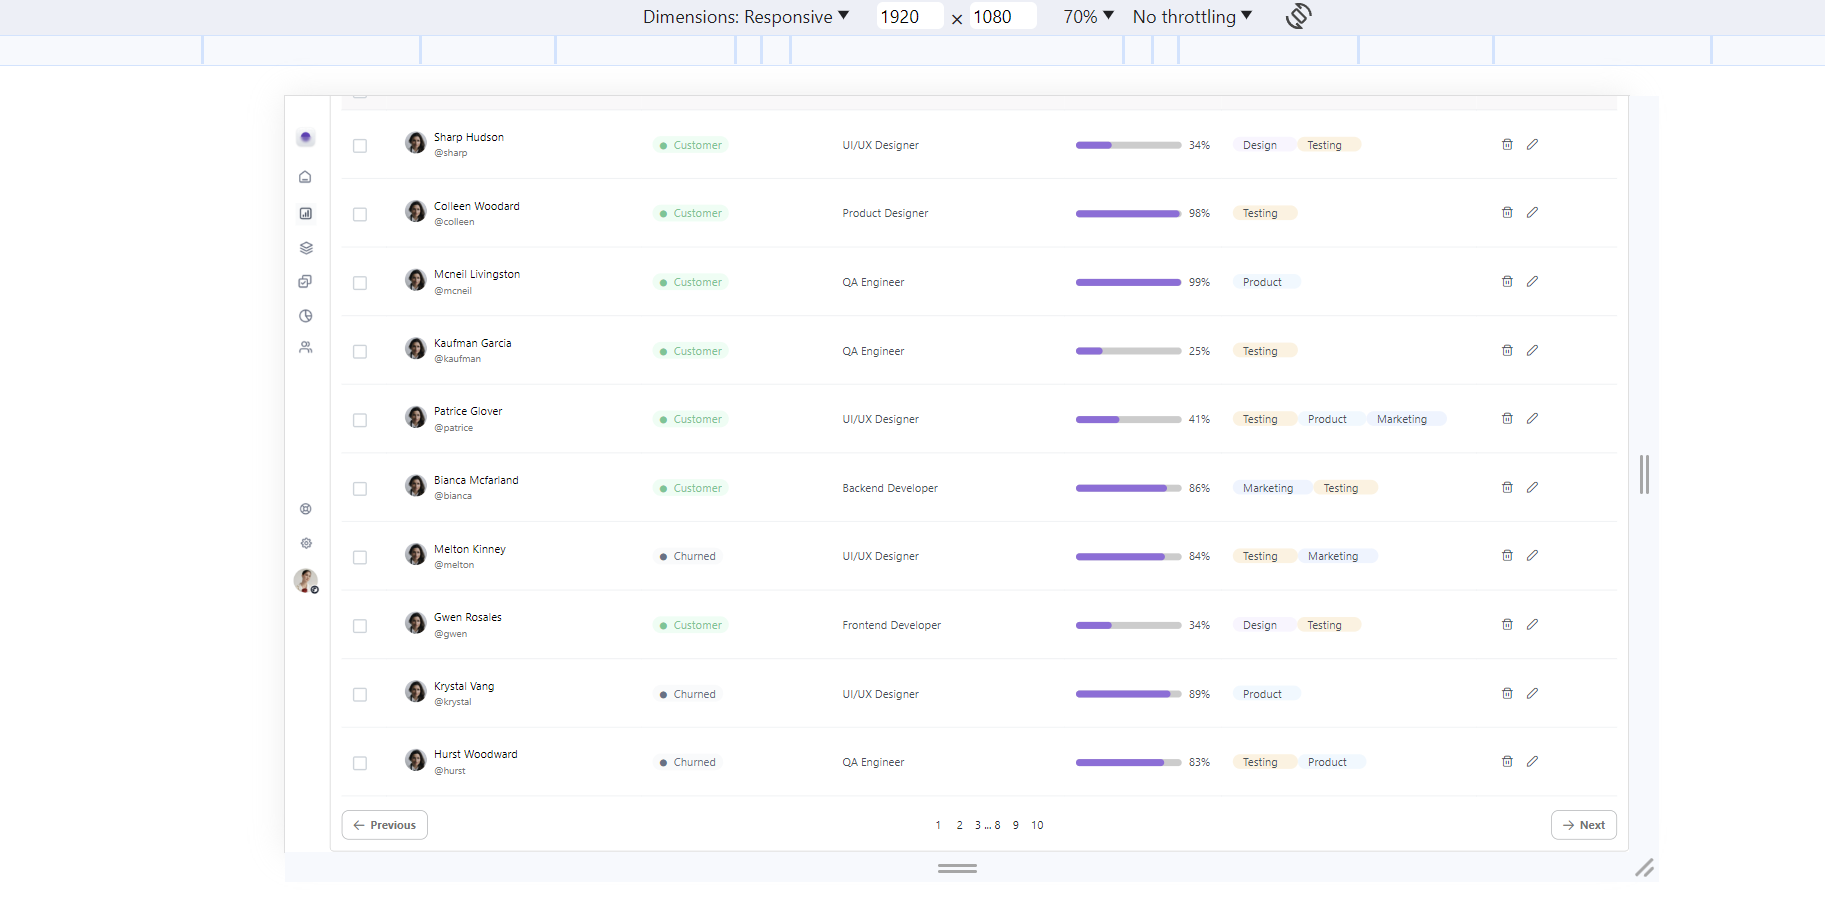 Dimensions: Responsive 1920 × 1080 70% No throttling
Sharp Hudson
@sharp
Customer UI/UX Designer 34% Design Testing
Colleen Woodard
@colleen
Customer Product Designer 98% Testing
Mcneil Livingston
@mcneil
Customer QA Engineer 99% Product
Kaufman Garcia
@kaufman
Customer QA Engineer 25% Testing
Patrice Glover
@patrice
Customer UI/UX Designer 41% Testing Product Marketing
Bianca Mcfarland
@bianca
Customer Backend Developer 86% Marketing Testing
Melton Kinney
@melton
Churned UI/UX Designer 84% Testing Marketing
Gwen Rosales
@gwen
Customer Frontend Developer 34% Design Testing
Krystal Vang
@krystal
Churned UI/UX Designer 89% Product
Hurst Woodward
@hurst
Churned QA Engineer 83% Testing Product
Previous 1 2 3 ... 8 9 10 Next